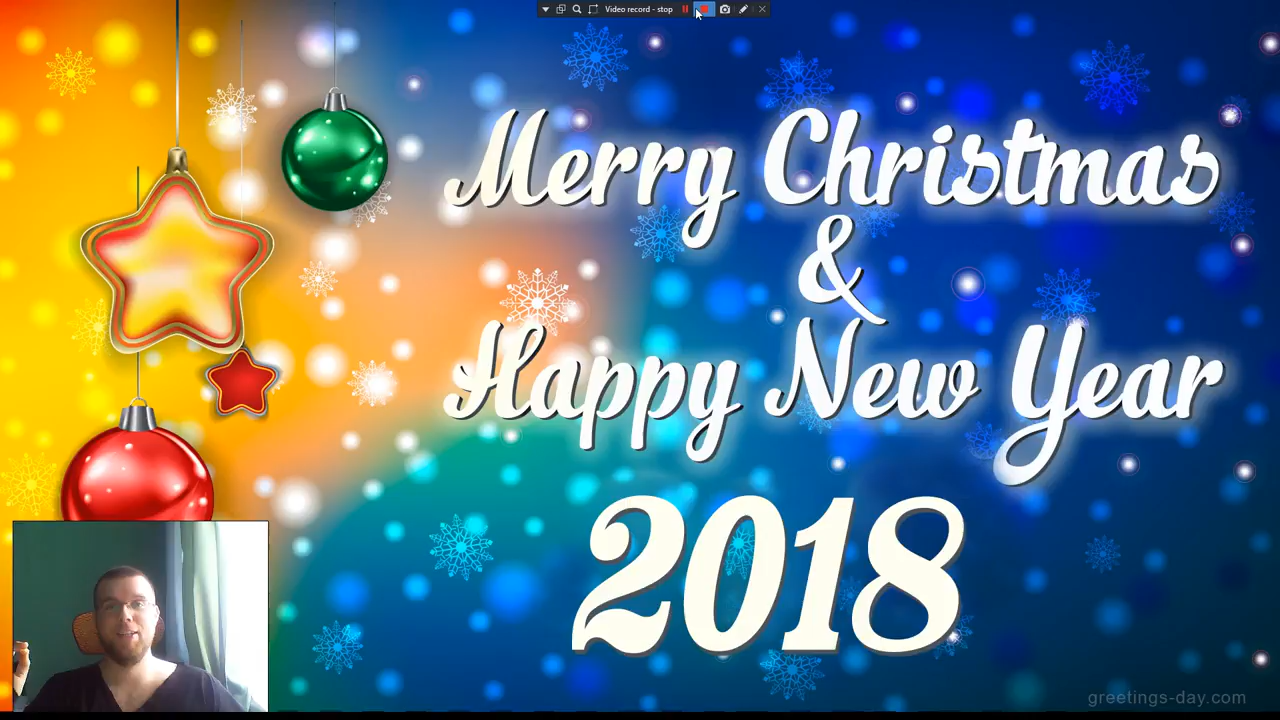 Video record - stop
Merry Christmas
&
Happy New Year
2018
greetings-day.com